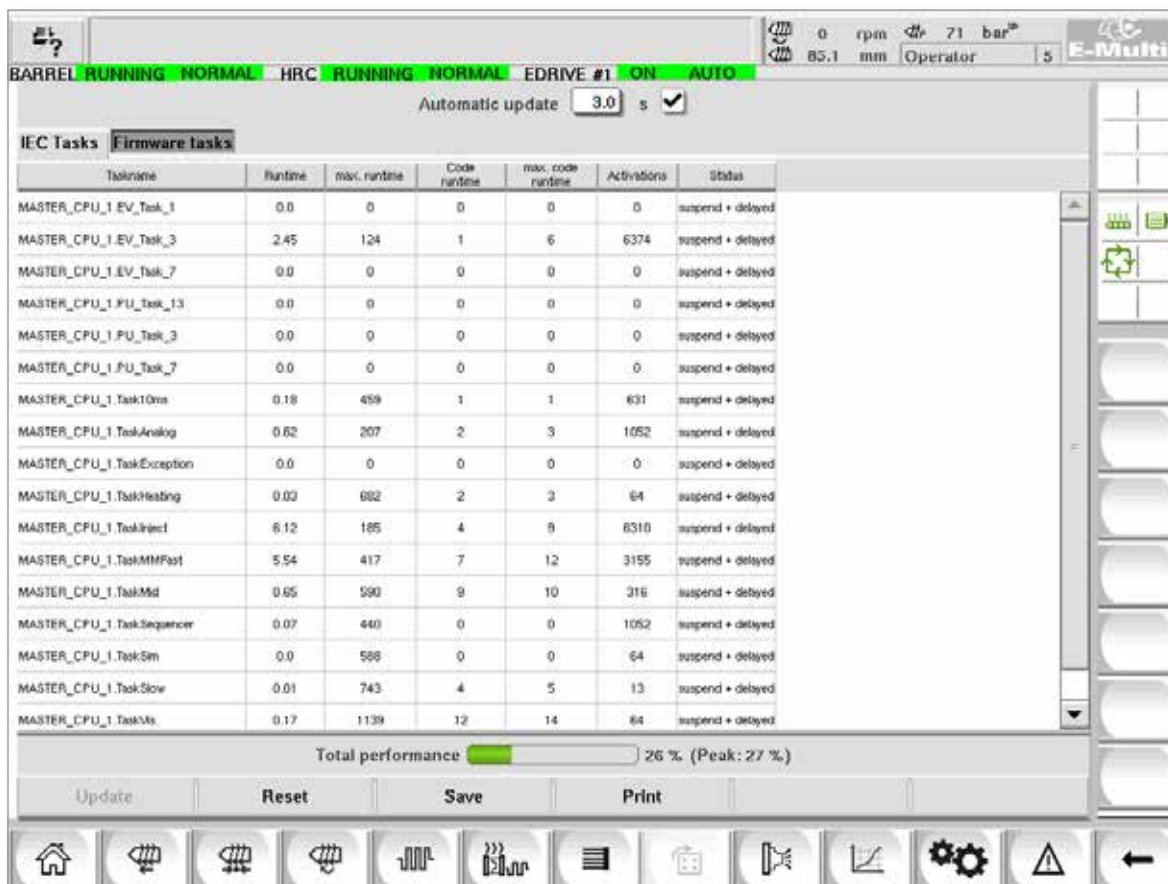 0 rpm 71 bar
E-Multi
85.1 mm Operator 5
BARREL RUNNING NORMAL HRC RUNNING NORMAL EDRIVE #1 ON AUTO
Automatic update 3.0 s
IEC Tasks Firmware tasks
Taskname Runtime max. runtime Code runtime max. code runtime Activations Status
MASTER_CPU_1.EV_Task_1 0.0 0 0 0 0 suspend + delayed
MASTER_CPU_1.EV_Task_3 2.45 124 1 6 6374 suspend + delayed
MASTER_CPU_1.EV_Task_7 0.0 0 0 0 0 suspend + delayed
MASTER_CPU_1.PU_Task_13 0.0 0 0 0 0 suspend + delayed
MASTER_CPU_1.PU_Task_3 0.0 0 0 0 0 suspend + delayed
MASTER_CPU_1.PU_Task_7 0.0 0 0 0 0 suspend + delayed
MASTER_CPU_1.Task10ms 0.18 459 1 1 631 suspend + delayed
MASTER_CPU_1.TaskAnalog 0.62 207 2 3 1052 suspend + delayed
MASTER_CPU_1.TaskException 0.0 0 0 0 0 suspend + delayed
MASTER_CPU_1.TaskHeating 0.03 682 2 3 64 suspend + delayed
MASTER_CPU_1.TaskInject 6.12 185 4 9 6310 suspend + delayed
MASTER_CPU_1.TaskMMFast 5.54 417 7 12 3155 suspend + delayed
MASTER_CPU_1.TaskMid 0.65 590 9 10 316 suspend + delayed
MASTER_CPU_1.TaskSequencer 0.07 440 0 0 1052 suspend + delayed
MASTER_CPU_1.TaskSim 0.0 588 0 0 64 suspend + delayed
MASTER_CPU_1.TaskSlow 0.01 743 4 5 13 suspend + delayed
MASTER_CPU_1.TaskVis 0.17 1139 12 14 64 suspend + delayed
Total performance 26 % (Peak: 27 %)
Update Reset Save Print